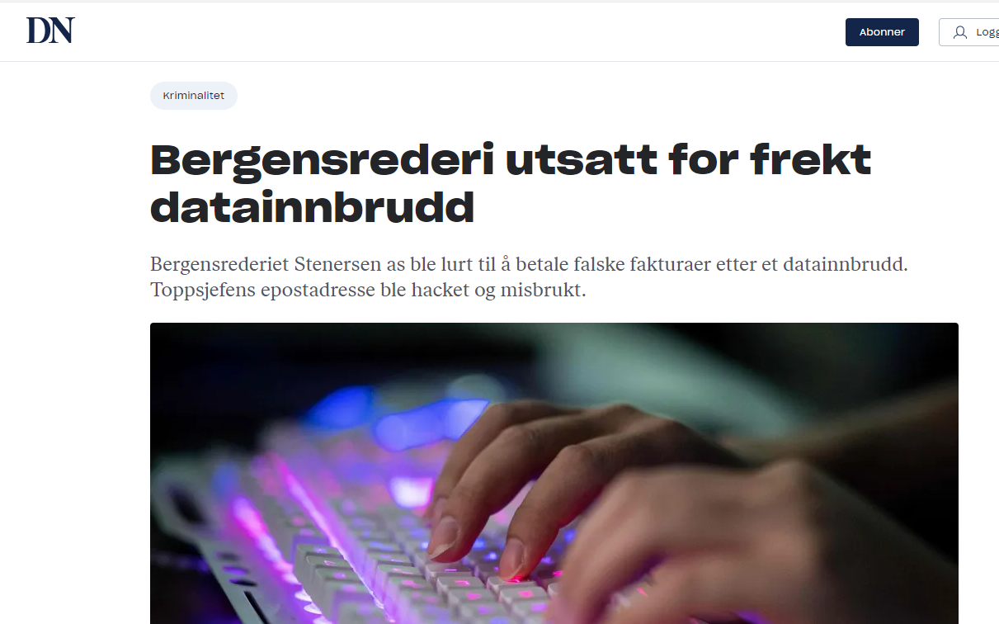 DN
Abonner
Logg
Kriminalitet
Bergensrederi utsatt for frekt
datainnbrudd
Bergensrederiet Stenersen as ble lurt til å betale falske fakturaer etter et datainnbrudd.
Toppsjefens epostadresse ble hacket og misbrukt.